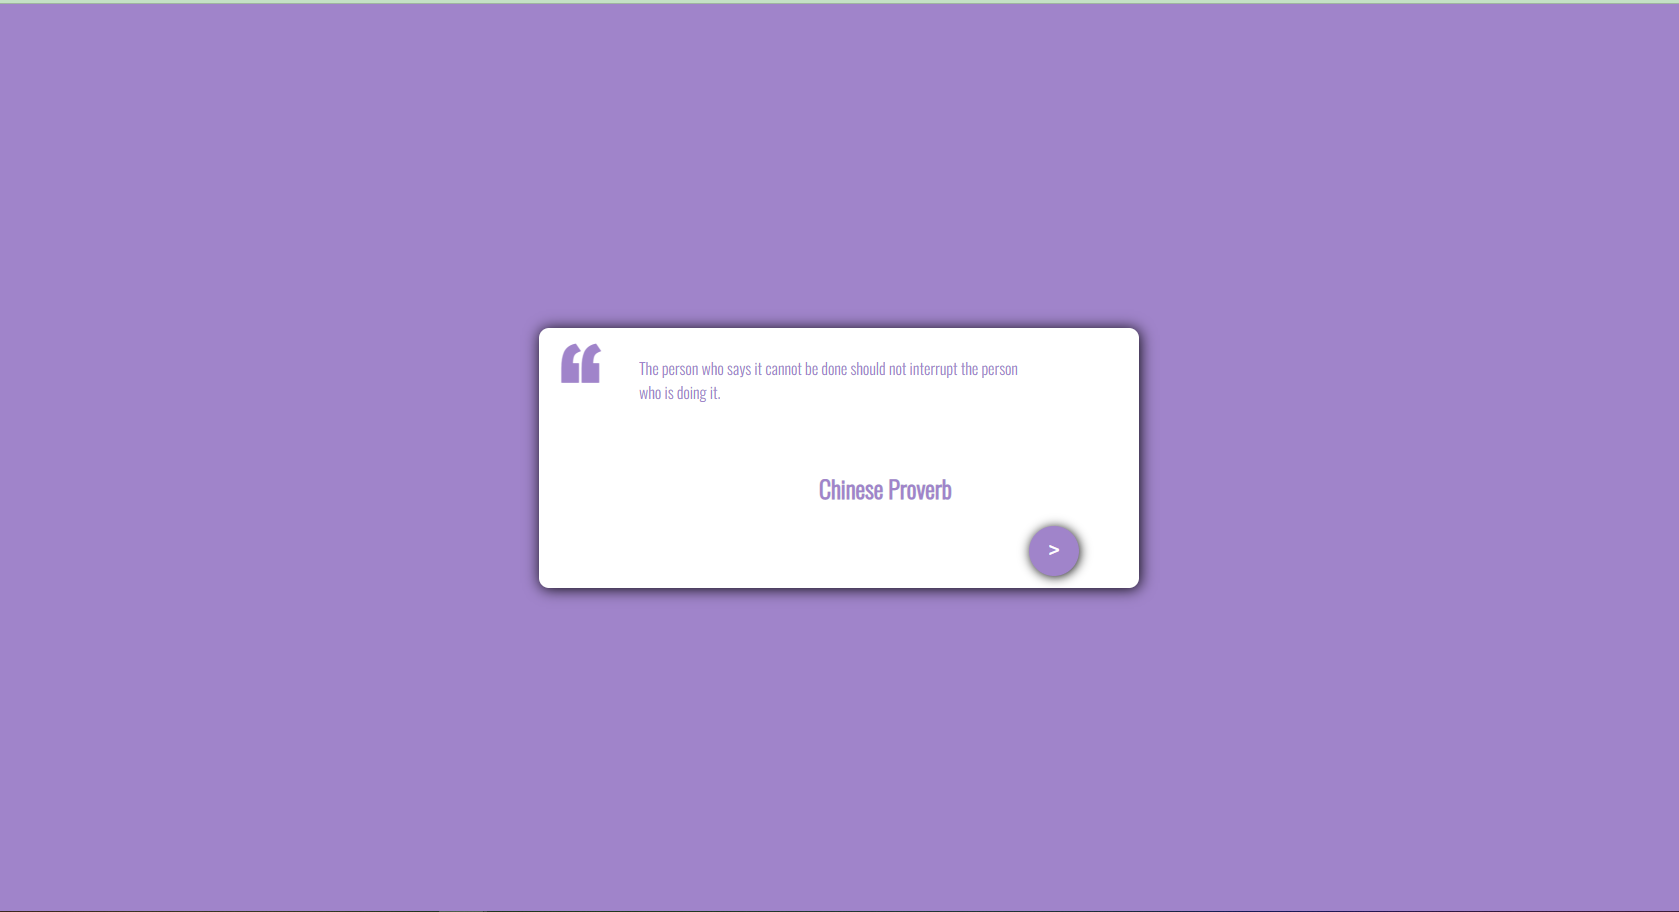 “
The person who says it cannot be done should not interrupt the person
who is doing it.
Chinese Proverb
>